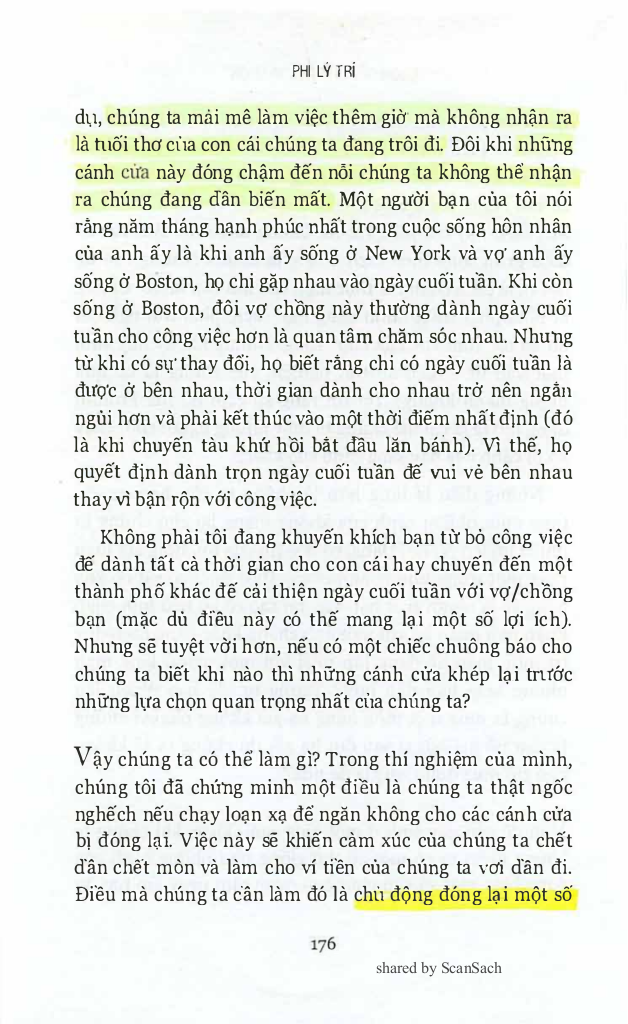 PHI LÝ TRÍ
dụ, chúng ta mải mê làm việc thêm giờ mà không nhận ra
là tuổi thơ của con cái chúng ta đang trôi đi. Đôi khi những
cánh cửa này đóng chậm đến nỗi chúng ta không thể nhận
ra chúng đang dần biến mất. Một người bạn của tôi nói
rằng năm tháng hạnh phúc nhất trong cuộc sống hôn nhân
của anh ấy là khi anh ấy sống ở New York và vợ anh ấy
sống ở Boston, họ chỉ gặp nhau vào ngày cuối tuần. Khi còn
sống ở Boston, đôi vợ chồng này thường dành ngày cuối
tuần cho công việc hơn là quan tâm chăm sóc nhau. Nhưng
từ khi có sự thay đổi, họ biết rằng chỉ có ngày cuối tuần là
được ở bên nhau, thời gian dành cho nhau trở nên ngắn
ngủi hơn và phải kết thúc vào một thời điểm nhất định (đó
là khi chuyến tàu khứ hồi bắt đầu lăn bánh). Vì thế, họ
quyết định dành trọn ngày cuối tuần để vui vẻ bên nhau
thay vì bận rộn với công việc.
Không phải tôi đang khuyến khích bạn từ bỏ công việc
để dành tất cả thời gian cho con cái hay chuyển đến một
thành phố khác để cải thiện ngày cuối tuần với vợ/chồng
bạn (mặc dù điều này có thể mang lại một số lợi ích).
Nhưng sẽ tuyệt vời hơn, nếu có một chiếc chuông báo cho
chúng ta biết khi nào thì những cánh cửa khép lại trước
những lựa chọn quan trọng nhất của chúng ta?
Vậy chúng ta có thể làm gì? Trong thí nghiệm của mình,
chúng tôi đã chứng minh một điều là chúng ta thật ngốc
nghếch nếu chạy loạn xạ để ngăn không cho các cánh cửa
bị đóng lại. Việc này sẽ khiến cảm xúc của chúng ta chết
dần chết mòn và làm cho ví tiền của chúng ta vơi dần đi.
Điều mà chúng ta cần làm đó là chủ động đóng lại một số
176
shared by ScanSach